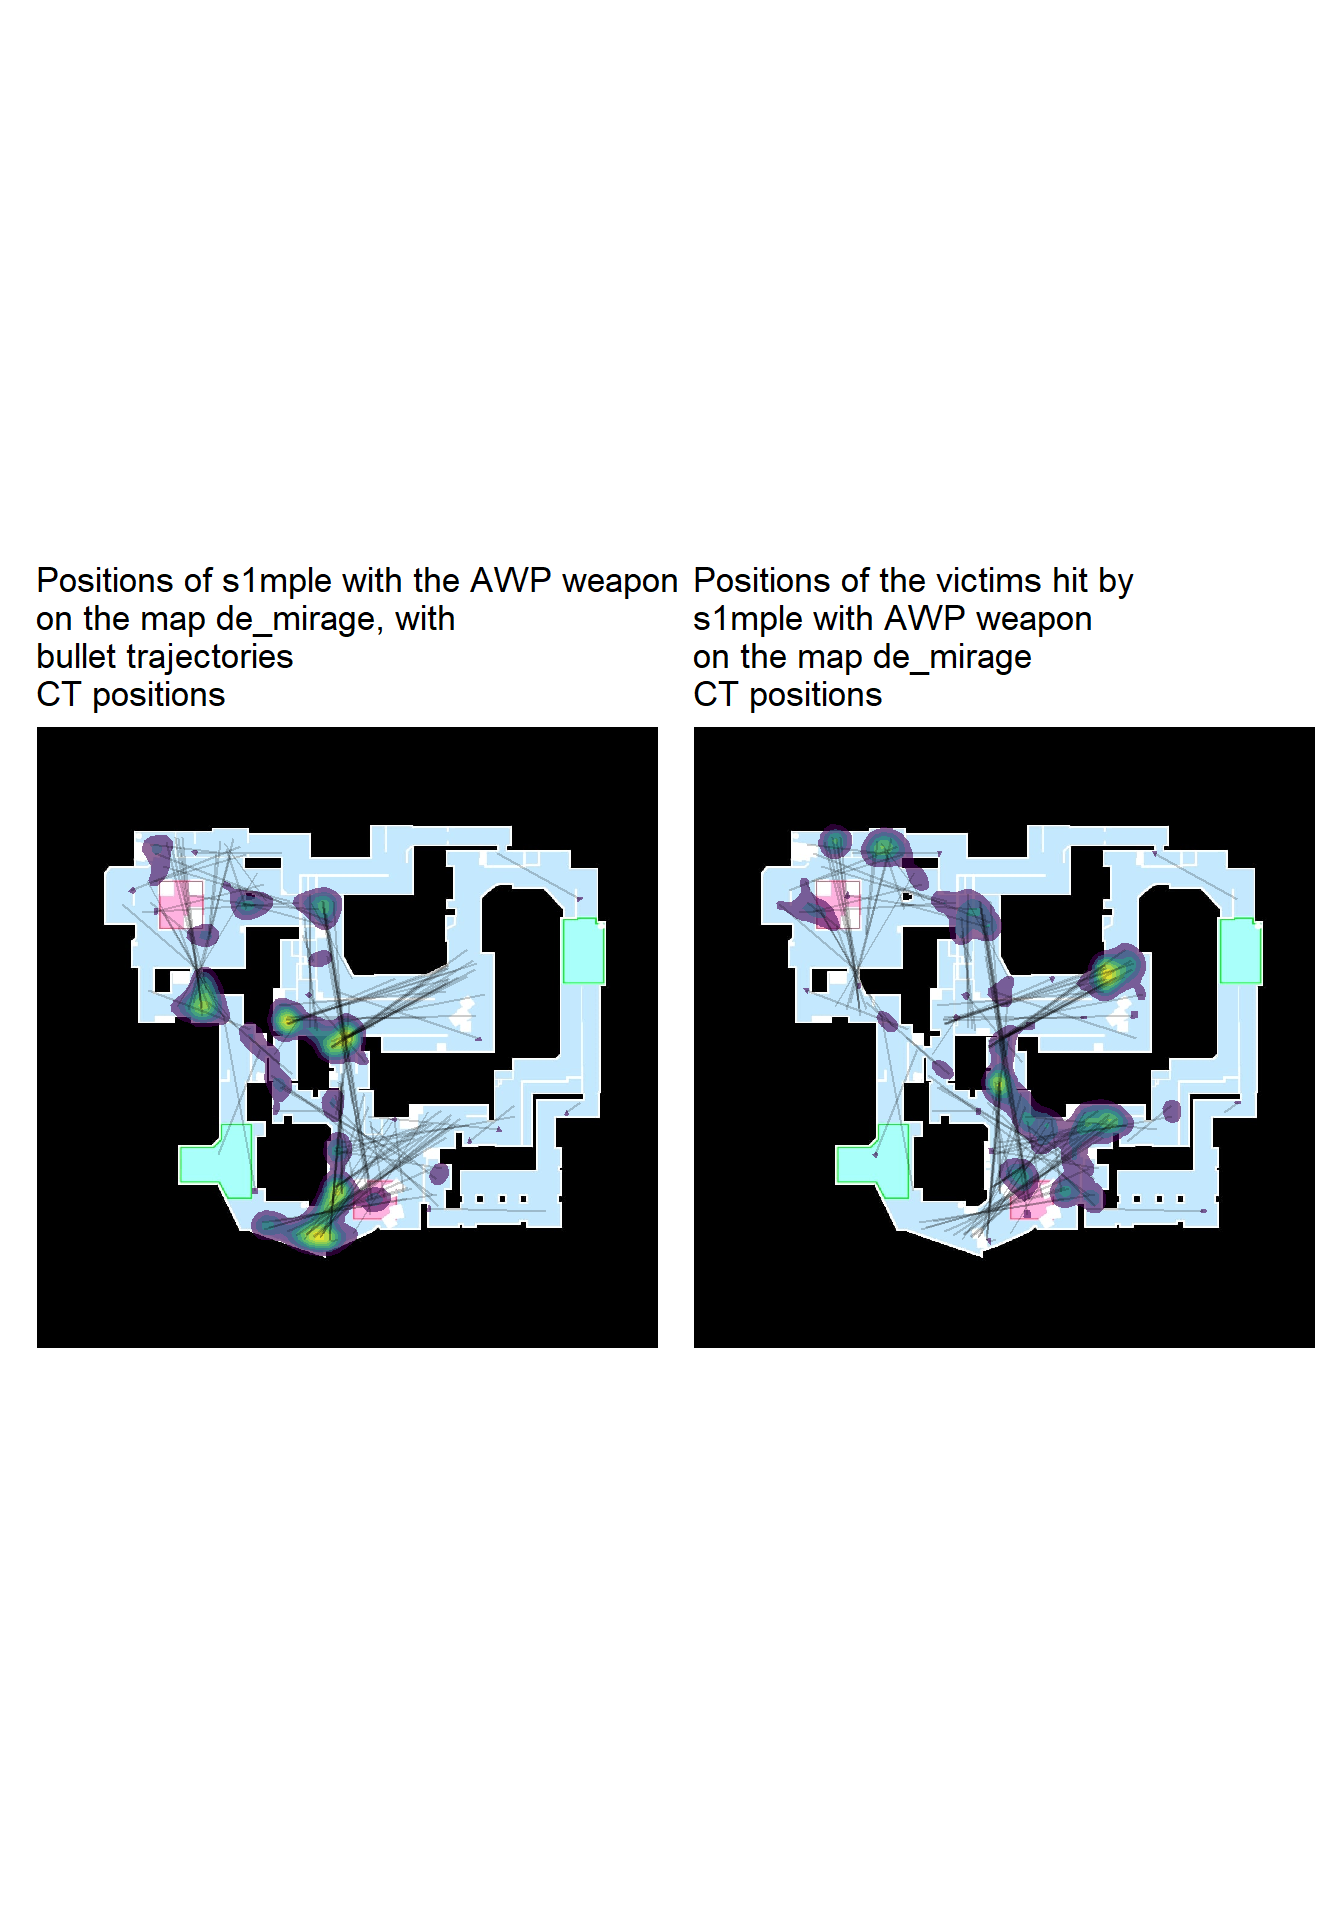 Positions of s1mple with the AWP weapon
on the map de_mirage, with
bullet trajectories
CT positions
Positions of the victims hit by
s1mple with AWP weapon
on the map de_mirage
CT positions